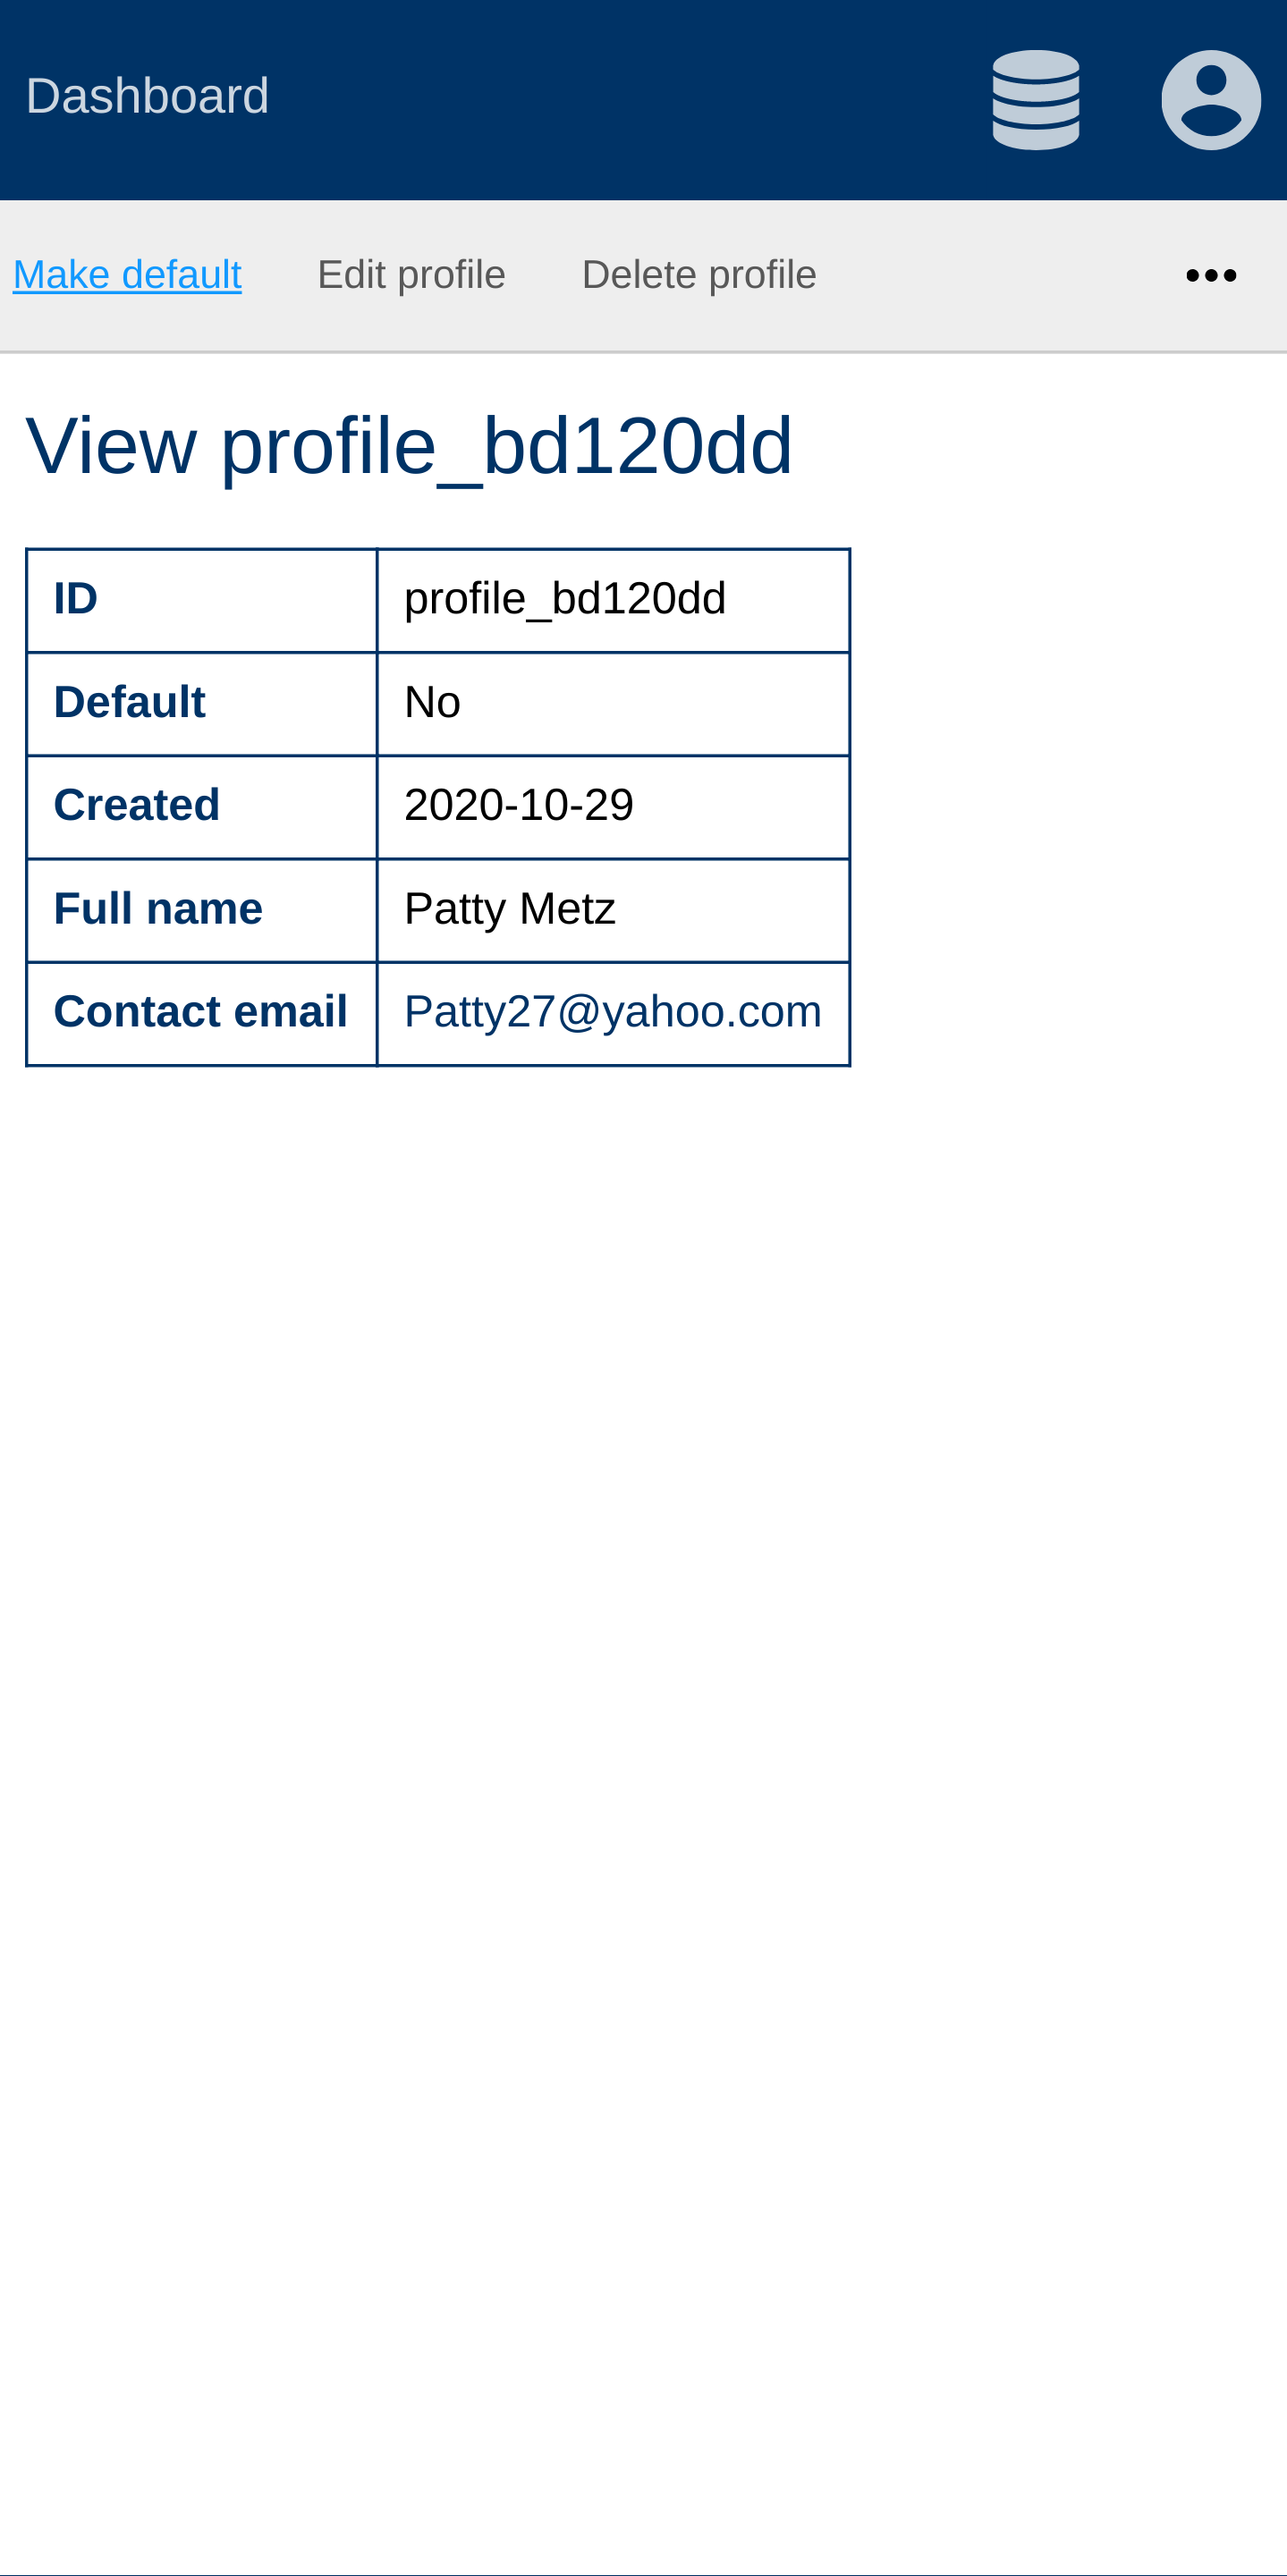 Dashboard
Make default Edit profile Delete profile
View profile_bd120dd
ID profile_bd120dd
Default No
Created 2020-10-29
Full name Patty Metz
Contact email Patty27@yahoo.com